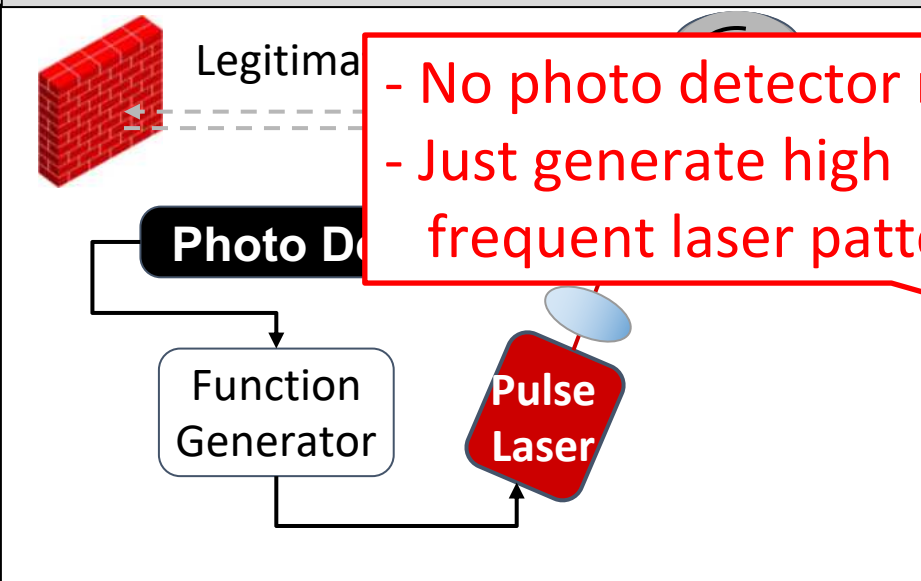 Legitima
- No photo detector
- Just generate high
frequent laser patt
Photo D
Function
Generator
Pulse
Laser